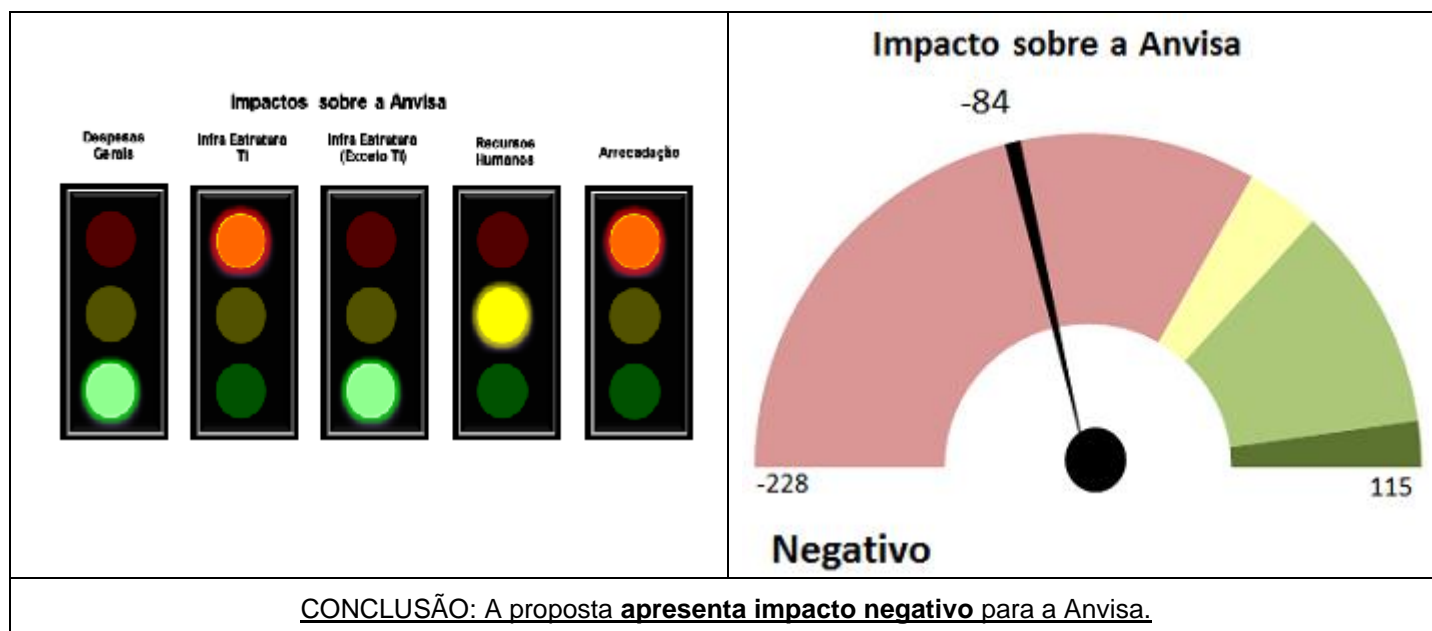 Impactos sobre a Anvisa
Despesas
Gerais
Infra Estrutura
TI
Infra Estrutura
(Exceto TI)
Recursos
Humanos
Arrecadação
Impacto sobre a Anvisa
-84
-228
115
Negativo
CONCLUSÃO: A proposta apresenta impacto negativo para a Anvisa.